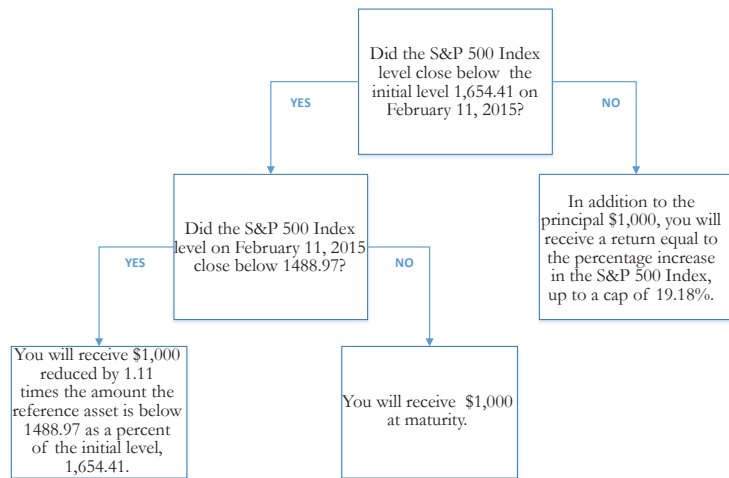 Did the S&P 500 Index
level close below the
initial level 1,654.41 on
February 11, 2015?
YES
NO
Did the S&P 500 Index
level on February 11, 2015
close below 1488.97?
In addition to the
principal $1,000, you will
receive a return equal to
the percentage increase
in the S&P 500 Index,
up to a cap of 19.18%.
YES
NO
You will receive $1,000
reduced by 1.11
times the amount the
reference asset is below
1488.97 as a percent
of the initial level,
1,654.41.
You will receive $1,000
at maturity.